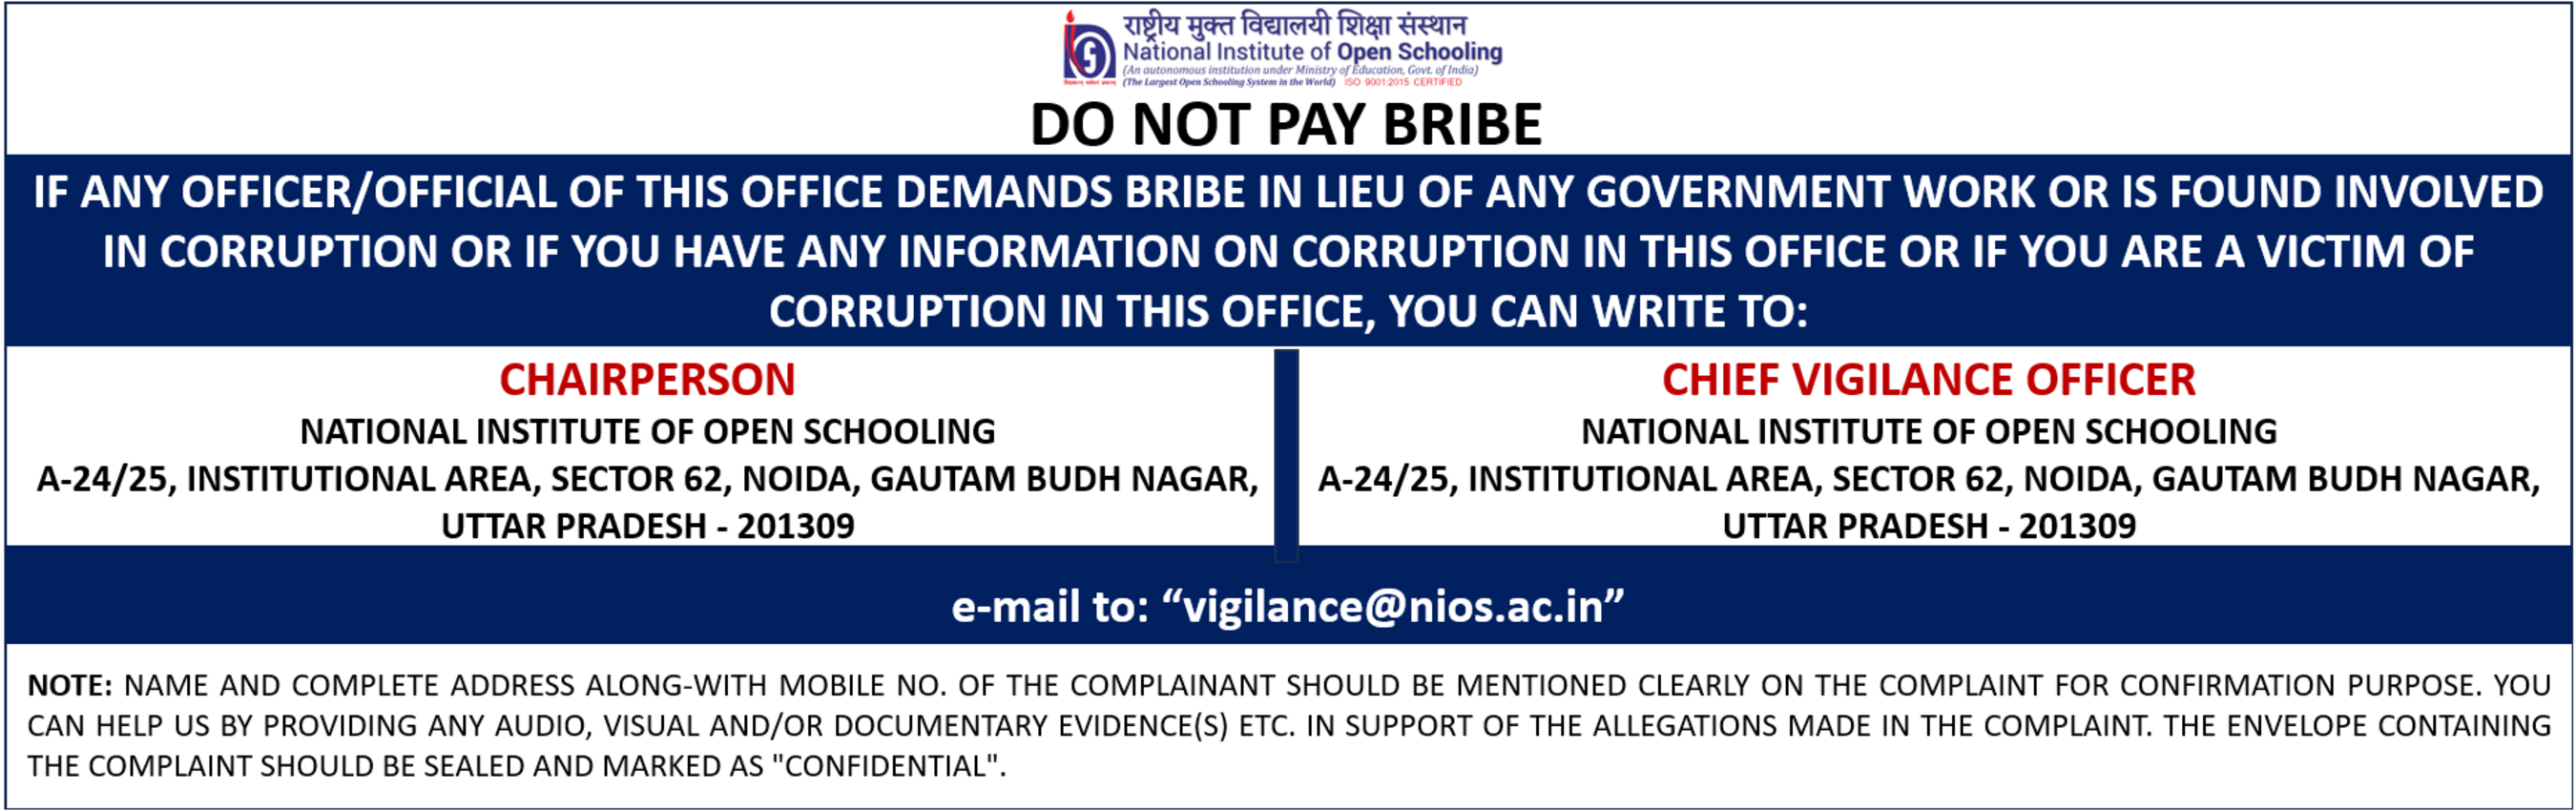 राष्ट्रीय मुक्त विद्यालयी शिक्षा संस्थान
National Institute of Open Schooling
(An autonomous institution under Ministry of Education, Govt. of India)
(The Largest Open Schooling System in the World) ISO 9001:2015 CERTIFIED
DO NOT PAY BRIBE
IF ANY OFFICER/OFFICIAL OF THIS OFFICE DEMANDS BRIBE IN LIEU OF ANY GOVERNMENT WORK OR IS FOUND INVOLVED
IN CORRUPTION OR IF YOU HAVE ANY INFORMATION ON CORRUPTION IN THIS OFFICE OR IF YOU ARE A VICTIM OF
CORRUPTION IN THIS OFFICE, YOU CAN WRITE TO:
CHAIRPERSON
NATIONAL INSTITUTE OF OPEN SCHOOLING
A-24/25, INSTITUTIONAL AREA, SECTOR 62, NOIDA, GAUTAM BUDH NAGAR,
UTTAR PRADESH - 201309
CHIEF VIGILANCE OFFICER
NATIONAL INSTITUTE OF OPEN SCHOOLING
A-24/25, INSTITUTIONAL AREA, SECTOR 62, NOIDA, GAUTAM BUDH NAGAR,
UTTAR PRADESH - 201309
e-mail to: “vigilance@nios.ac.in”
NOTE: NAME AND COMPLETE ADDRESS ALONG-WITH MOBILE NO. OF THE COMPLAINANT SHOULD BE MENTIONED CLEARLY ON THE COMPLAINT FOR CONFIRMATION PURPOSE. YOU
CAN HELP US BY PROVIDING ANY AUDIO, VISUAL AND/OR DOCUMENTARY EVIDENCE(S) ETC. IN SUPPORT OF THE ALLEGATIONS MADE IN THE COMPLAINT. THE ENVELOPE CONTAINING
THE COMPLAINT SHOULD BE SEALED AND MARKED AS "CONFIDENTIAL".